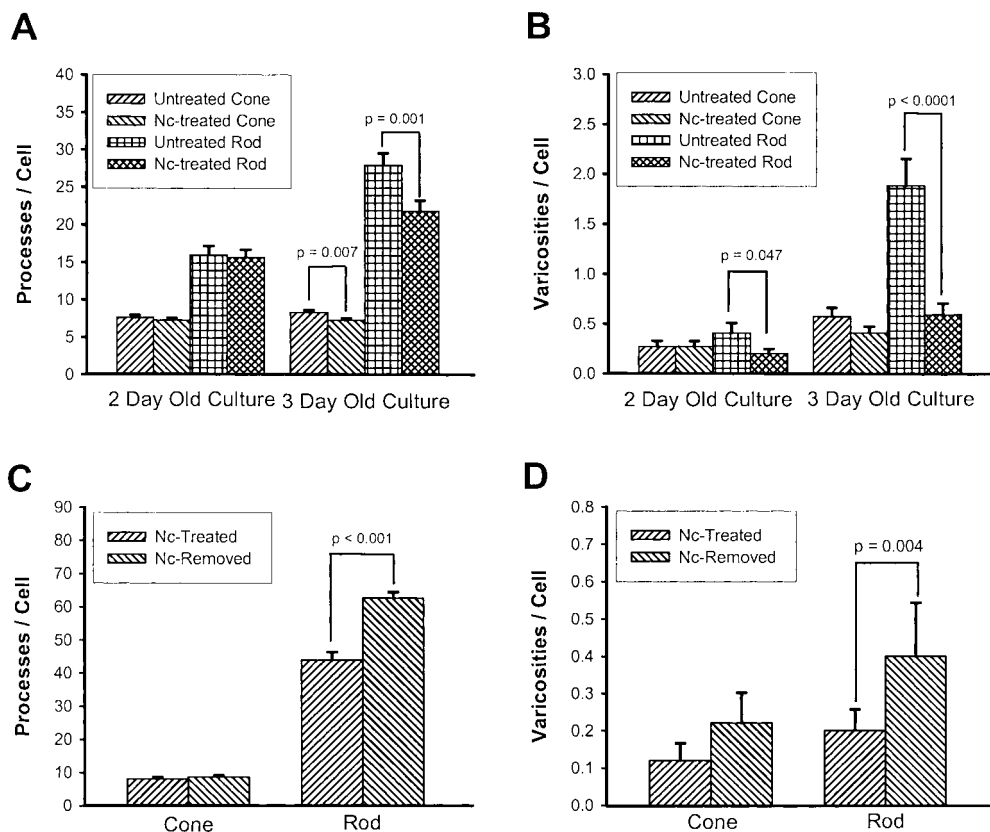 A
Processes / Cell
40
35
30
25
20
15
10
5
0
Untreated Cone
Nc-treated Cone
Untreated Rod
Nc-treated Rod
p = 0.001
p = 0.007
2 Day Old Culture
3 Day Old Culture
B
Varicosities / Cell
3.0
2.5
2.0
1.5
1.0
0.5
0.0
Untreated Cone
Nc-treated Cone
Untreated Rod
Nc-treated Rod
p < 0.0001
p = 0.047
2 Day Old Culture
3 Day Old Culture
C
Processes / Cell
90
80
70
60
50
40
30
20
10
0
Nc-Treated
Nc-Removed
p < 0.001
Cone
Rod
D
Varicosities / Cell
0.8
0.7
0.6
0.5
0.4
0.3
0.2
0.1
0.0
Nc-Treated
Nc-Removed
p = 0.004
Cone
Rod